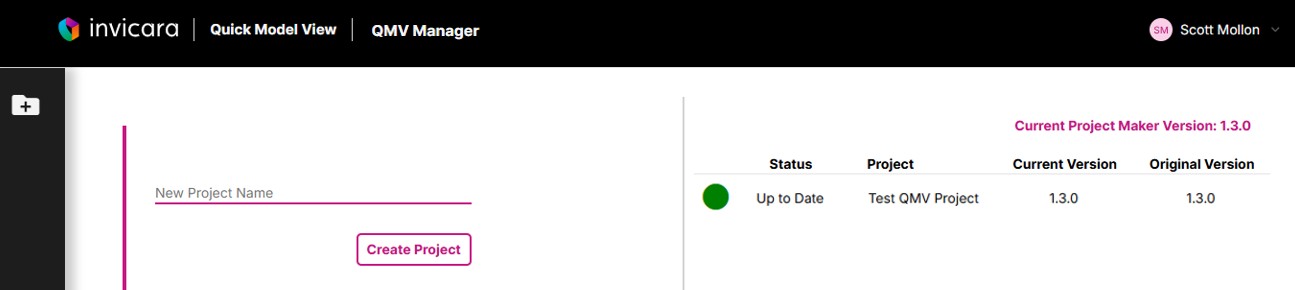 invicara Quick Model View QMV Manager SM Scott Mollon
Current Project Maker Version: 1.3.0
Status Project Current Version Original Version
New Project Name
Up to Date Test QMV Project 1.3.0 1.3.0
Create Project